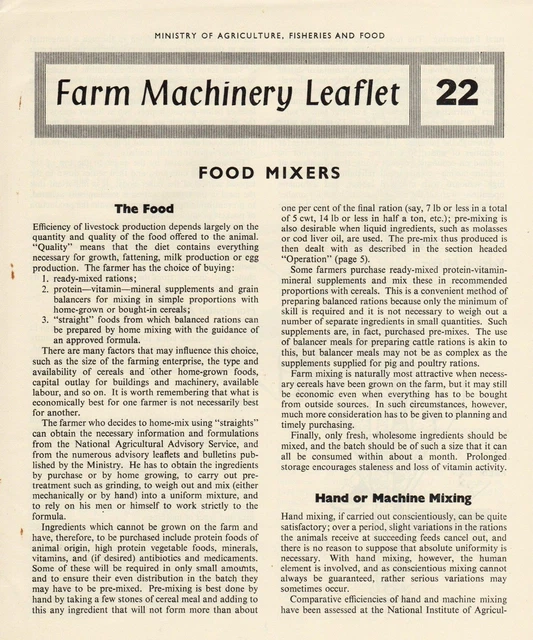 MINISTRY OF AGRICULTURE, FISHERIES AND FOOD
Farm Machinery Leaflet 22
FOOD MIXERS
The Food
Efficiency of livestock production depends largely on the
quantity and quality of the food offered to the animal.
"Quality" means that the diet contains everything
necessary for growth, fattening, milk production or egg
production. The farmer has the choice of buying:
1. ready-mixed rations;
2. protein—vitamin—mineral supplements and grain
balancers for mixing in simple proportions with
home-grown or bought-in cereals;
3. "straight" foods from which balanced rations can
be prepared by home mixing with the guidance of
an approved formula.
There are many factors that may influence this choice,
such as the size of the farming enterprise, the type and
availability of cereals and other home-grown foods,
capital outlay for buildings and machinery, available
labour, and so on. It is worth remembering that what is
economically best for one farmer is not necessarily best
for another.
The farmer who decides to home-mix using "straights"
can obtain the necessary information and formulations
from the National Agricultural Advisory Service, and
from the numerous advisory leaflets and bulletins pub-
lished by the Ministry. He has to obtain the ingredients
by purchase or by home growing, to carry out pre-
treatment such as grinding, to weigh out and mix (either
mechanically or by hand) into a uniform mixture, and
to rely on his men or himself to work strictly to the
formula.
Ingredients which cannot be grown on the farm and
have, therefore, to be purchased include protein foods of
animal origin, high protein vegetable foods, minerals,
vitamins, and (if desired) antibiotics and medicaments.
Some of these will be required in only small amounts,
and to ensure their even distribution in the batch they
may have to be pre-mixed. Pre-mixing is best done by
hand by taking a few stones of cereal meal and adding to
this any ingredient that will not form more than about
one per cent of the final ration (say, 7 lb or less in a total
of 5 cwt, 14 lb or less in half a ton, etc.); pre-mixing is
also desirable when liquid ingredients, such as molasses
or cod liver oil, are used. The pre-mix thus produced is
then dealt with as described in the section headed
"Operation" (page 5).
Some farmers purchase ready-mixed protein-vitamin-
mineral supplements and mix these in recommended
proportions with cereals. This is a convenient method of
preparing balanced rations because only the minimum of
skill is required and it is not necessary to weigh out a
number of separate ingredients in small quantities. Such
supplements are, in fact, purchased pre-mixes. The use
of balancer meals for preparing cattle rations is akin to
this, but balancer meals may not be as complex as the
supplements supplied for pig and poultry rations.
Farm mixing is naturally most attractive when neces-
sary cereals have been grown on the farm, but it may still
be economic even when everything has to be bought
from outside sources. In such circumstances, however,
much more consideration has to be given to planning and
timely purchasing.
Finally, only fresh, wholesome ingredients should be
mixed, and the batch should be of such a size that it can
all be consumed within about a month. Prolonged
storage encourages staleness and loss of vitamin activity.
Hand or Machine Mixing
Hand mixing, if carried out conscientiously, can be quite
satisfactory; over a period, slight variations in the rations
the animals receive at succeeding feeds cancel out, and
there is no reason to suppose that absolute uniformity is
necessary. With hand mixing, however, the human
element is involved, and as conscientious mixing cannot
always be guaranteed, rather serious variations may
sometimes occur.
Comparative efficiencies of hand and machine mixing
have been assessed at the National Institute of Agricul-